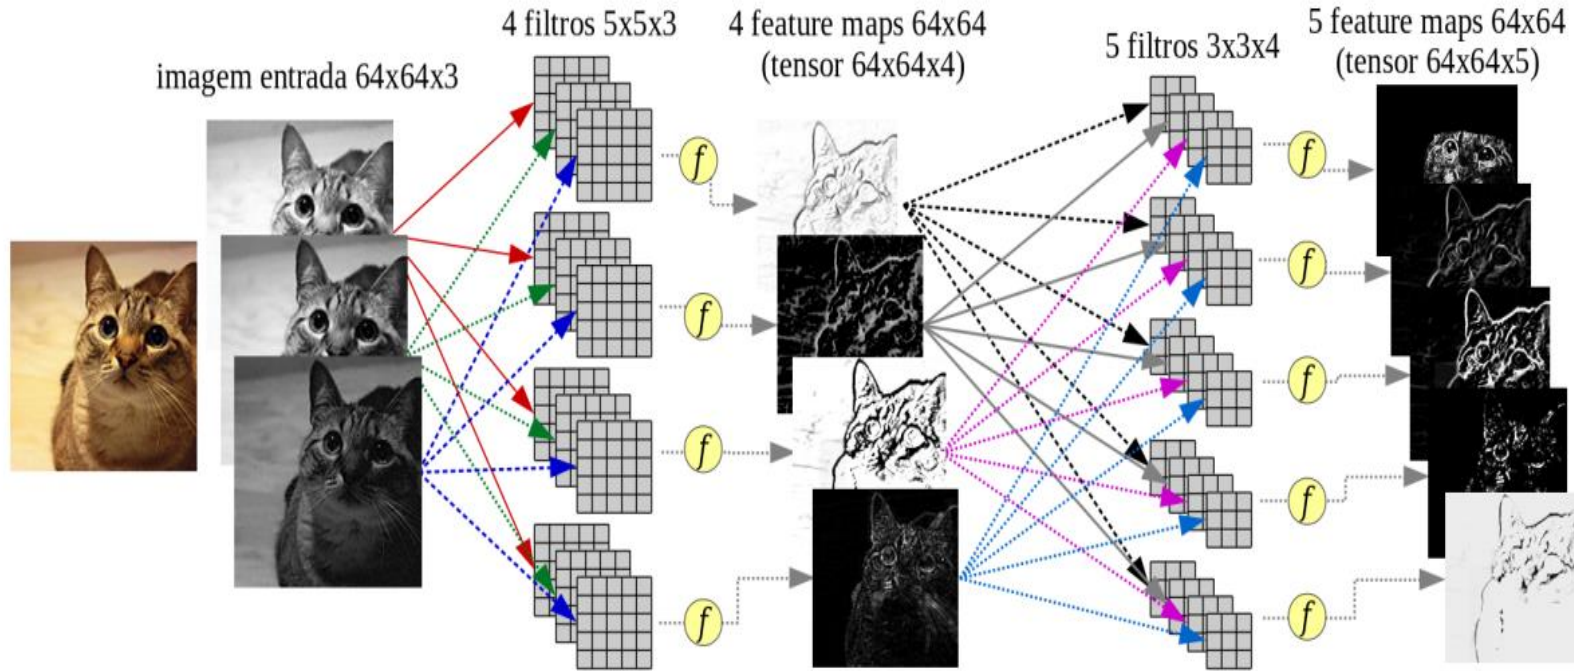 imagem entrada 64x64x3
4 filtros 5x5x3
4 feature maps 64x64
(tensor 64x64x4)
5 filtros 3x3x4
5 feature maps 64x64
(tensor 64x64x5)
f
f
f
f
f
f
f
f
f